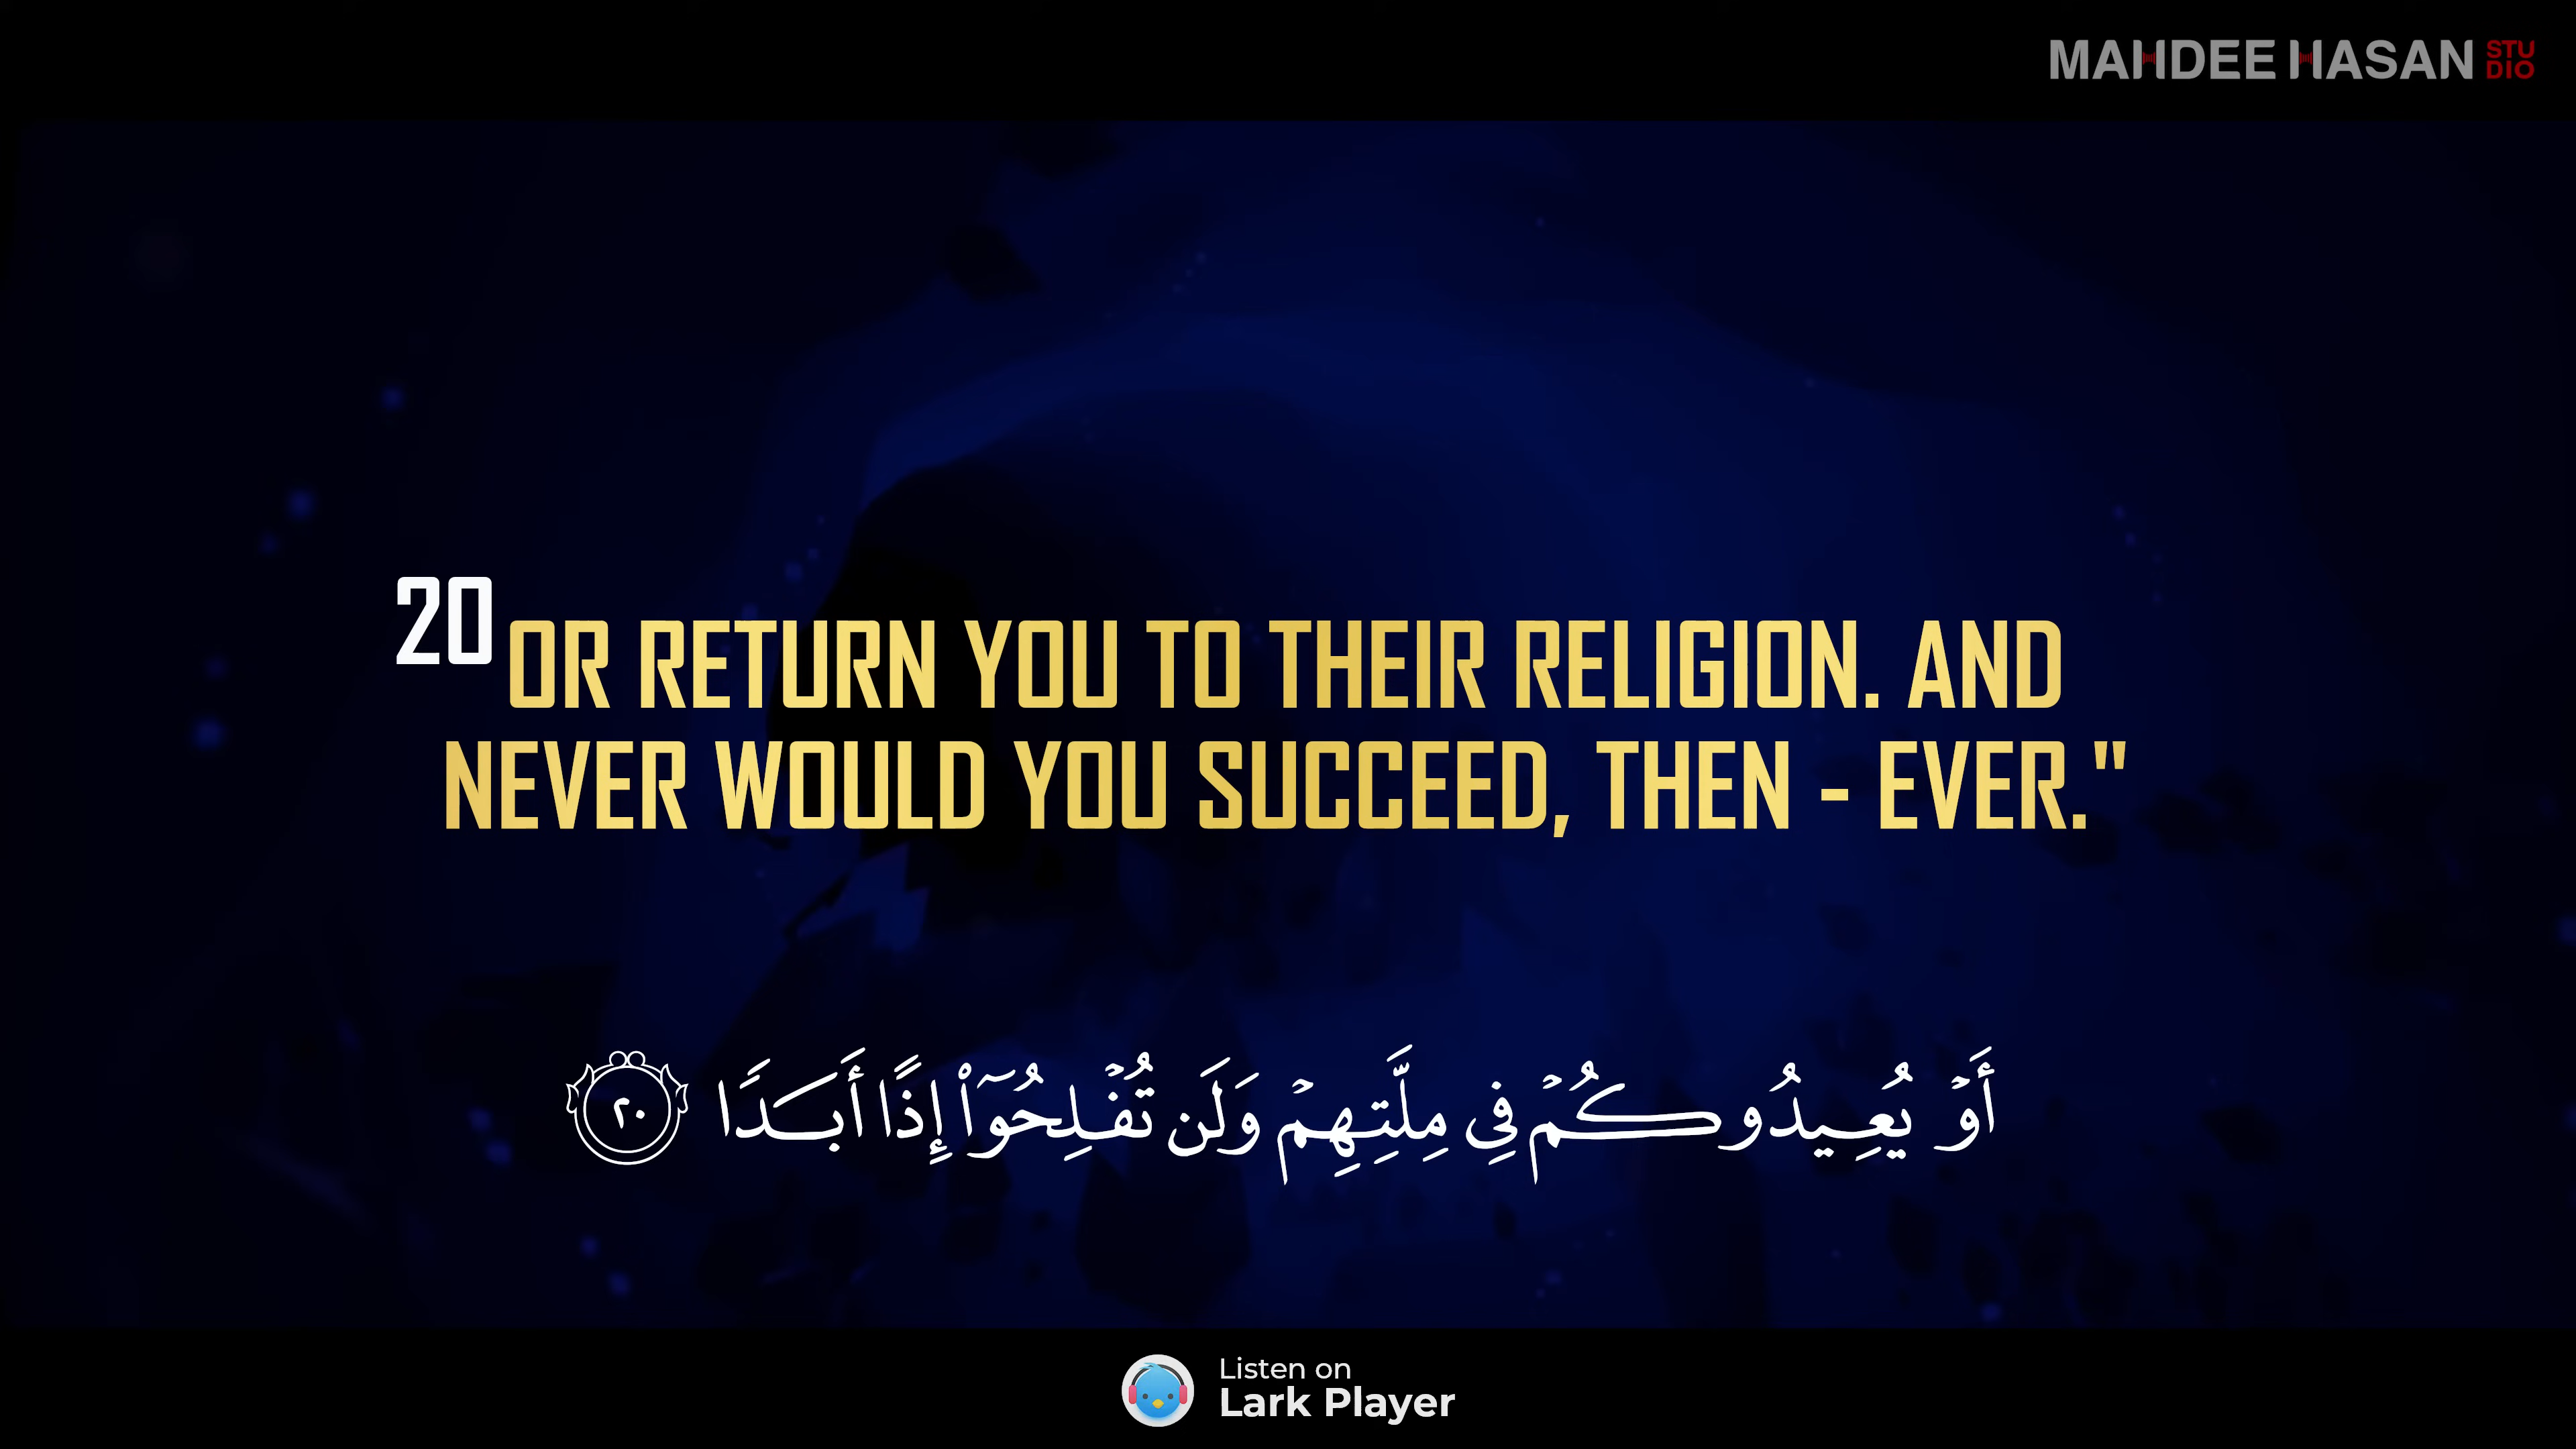 MAHDEE HASAN STUDIO
20 OR RETURN YOU TO THEIR RELIGION. AND
NEVER WOULD YOU SUCCEED, THEN - EVER."
أَوْ يُعِيدُوكُمْ فِى مِلَّتِهِمْ وَلَن تُفْلِحُوٓا۟ إِذًا أَبَدًا ٢٠
Listen on
Lark Player